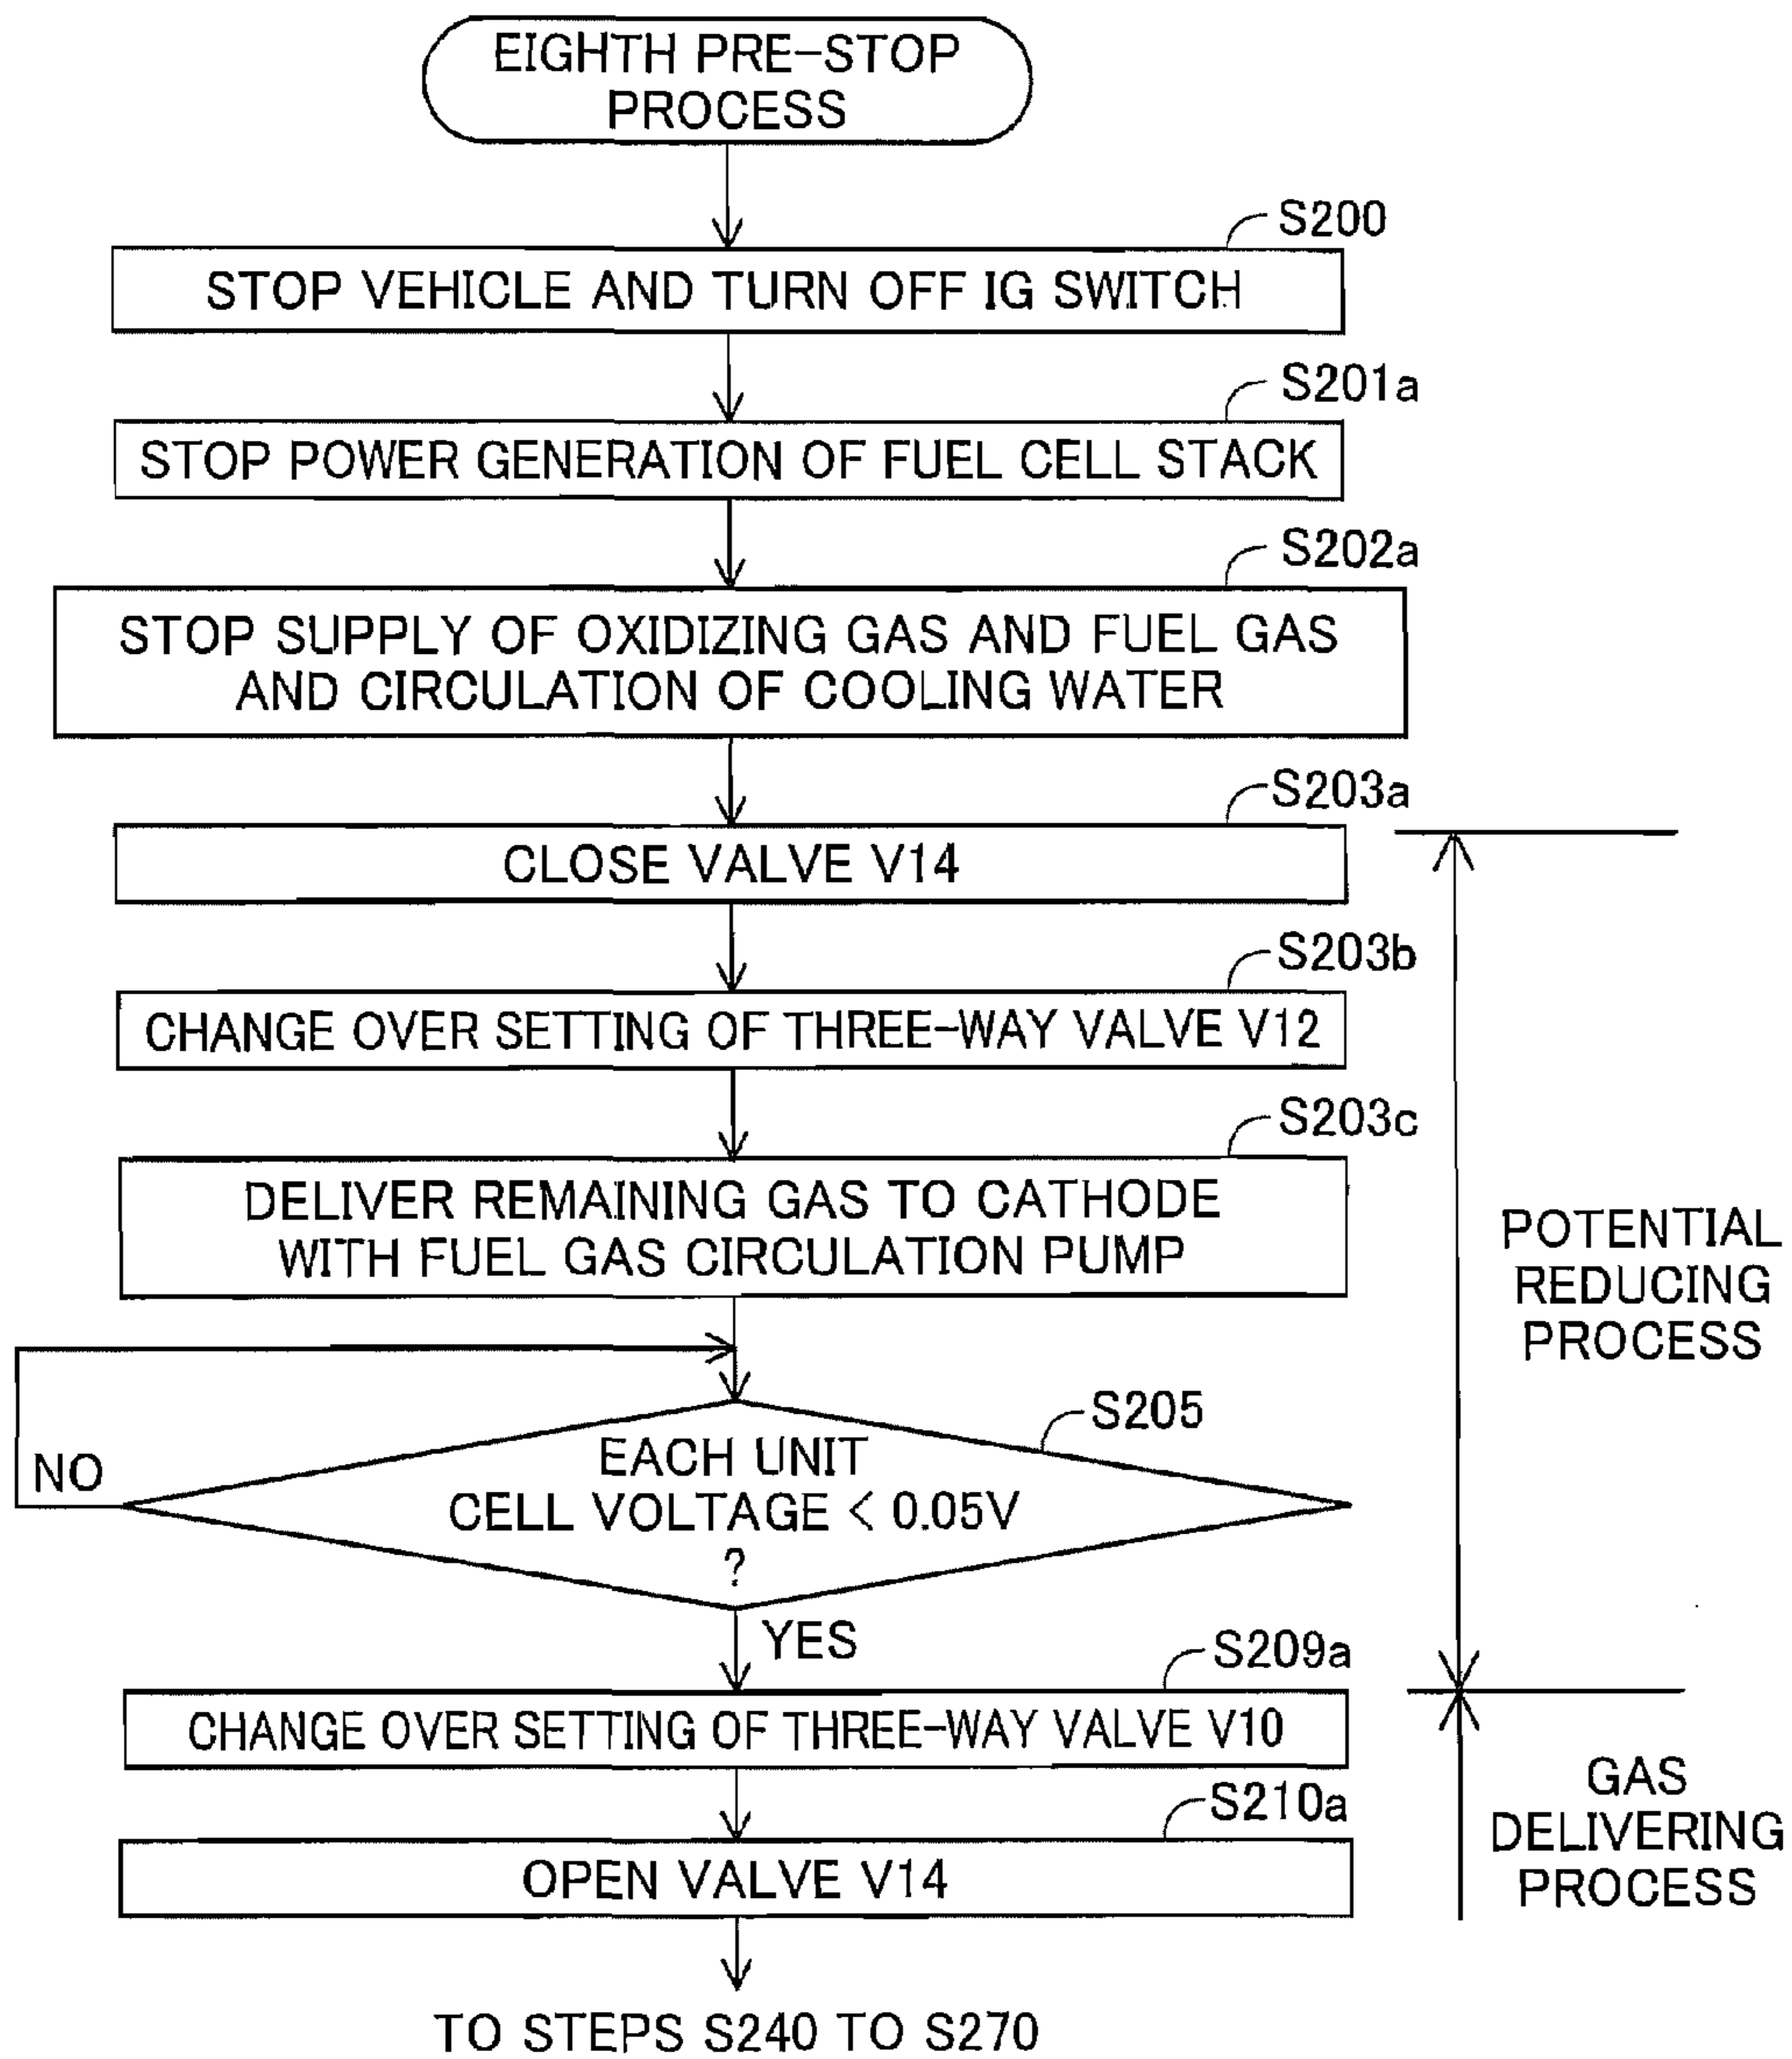 EIGHTH PRE-STOP
PROCESS
S200
STOP VEHICLE AND TURN OFF IG SWITCH
S201a
STOP POWER GENERATION OF FUEL CELL STACK
S202a
STOP SUPPLY OF OXIDIZING GAS AND FUEL GAS
AND CIRCULATION OF COOLING WATER
S203a
CLOSE VALVE V14
S203b
CHANGE OVER SETTING OF THREE-WAY VALVE V12
S203c
DELIVER REMAINING GAS TO CATHODE
WITH FUEL GAS CIRCULATION PUMP
POTENTIAL
REDUCING
PROCESS
S205
EACH UNIT
CELL VOLTAGE < 0.05V
?
NO
YES
S209a
CHANGE OVER SETTING OF THREE-WAY VALVE V10
S210a
OPEN VALVE V14
GAS
DELIVERING
PROCESS
TO STEPS S240 TO S270